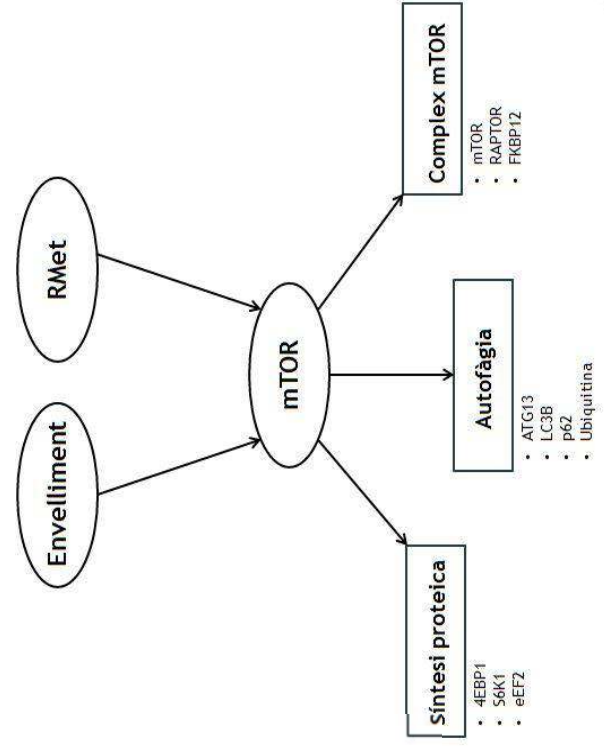 Envelliment
RMet
mTOR
Síntesi proteica
• 4EBP1
• S6K1
• eEF2
Autofàgia
• ATG13
• LC3B
• p62
• Ubiquitina
Complex mTOR
• mTOR
• RAPTOR
• FKBP12